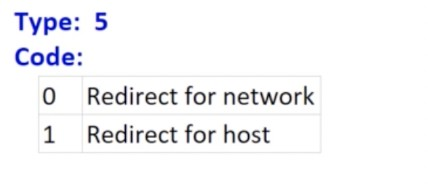 Type: 5
Code:
0 Redirect for network
1 Redirect for host